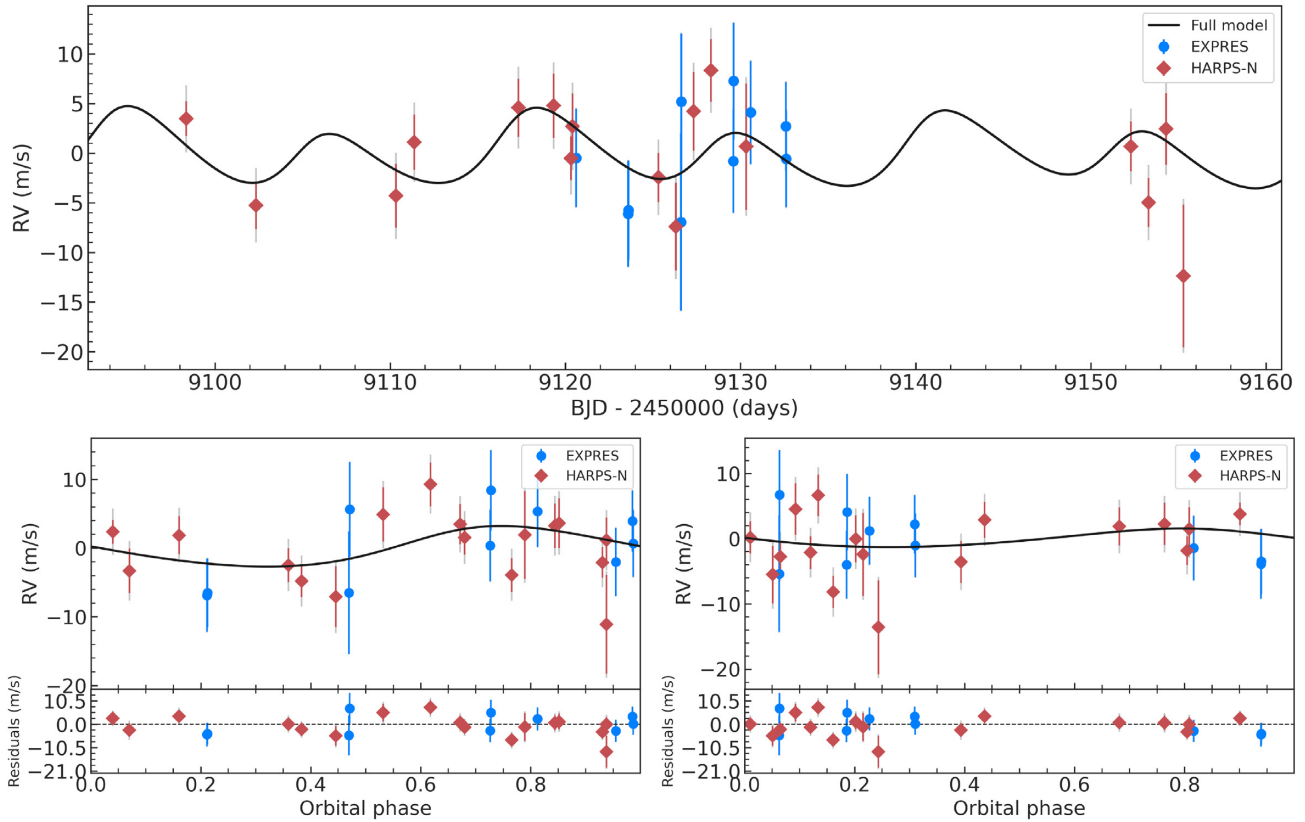 Full model
EXPRES
HARPS-N
10
5
0
−5
−10
−15
−20
RV (m/s)
9100 9110 9120 9130 9140 9150 9160
BJD - 2450000 (days)
EXPRES
HARPS-N
10
0
−10
−20
RV (m/s)
10.5
0.0
−10.5
−21.0
Residuals (m/s)
0.0 0.2 0.4 0.6 0.8
Orbital phase
EXPRES
HARPS-N
10
0
−10
−20
RV (m/s)
10.5
0.0
−10.5
−21.0
Residuals (m/s)
0.0 0.2 0.4 0.6 0.8
Orbital phase